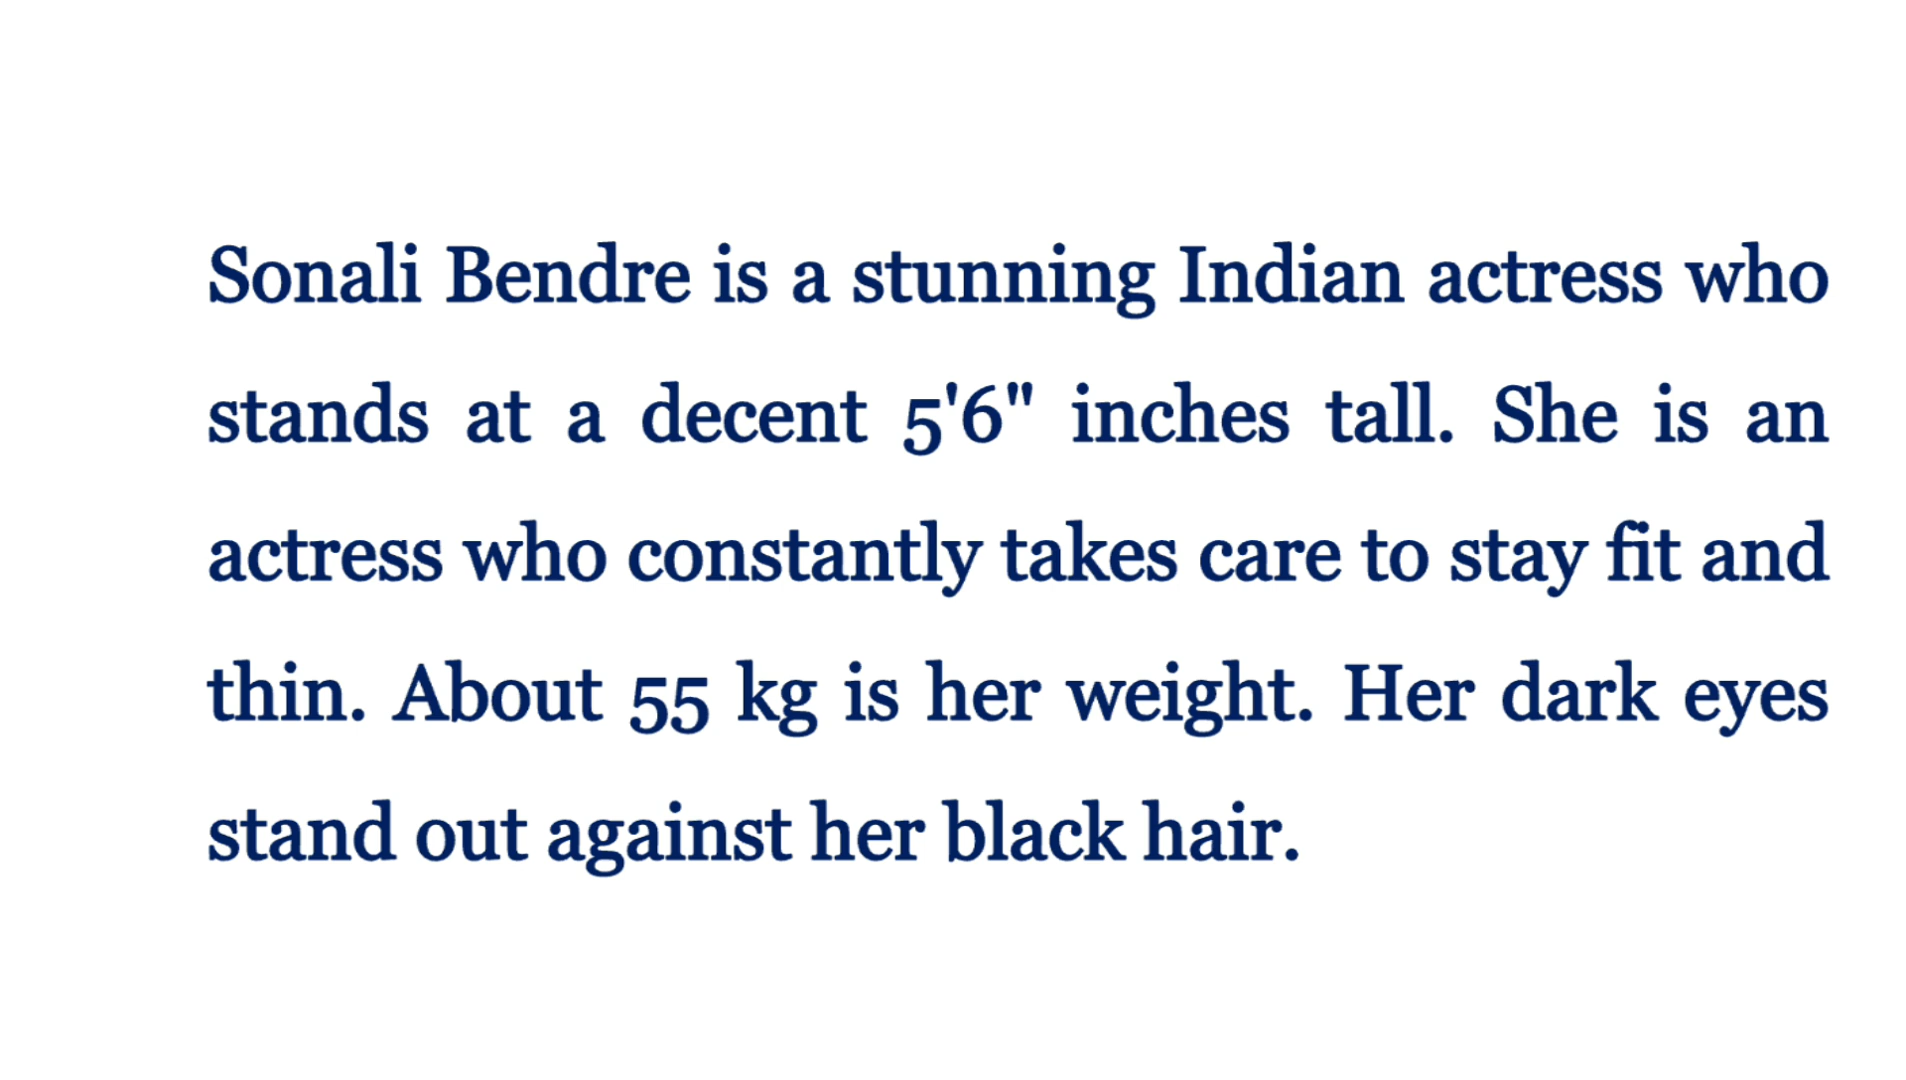 Sonali Bendre is a stunning Indian actress who
stands at a decent 5'6" inches tall. She is an
actress who constantly takes care to stay fit and
thin. About 55 kg is her weight. Her dark eyes
stand out against her black hair.